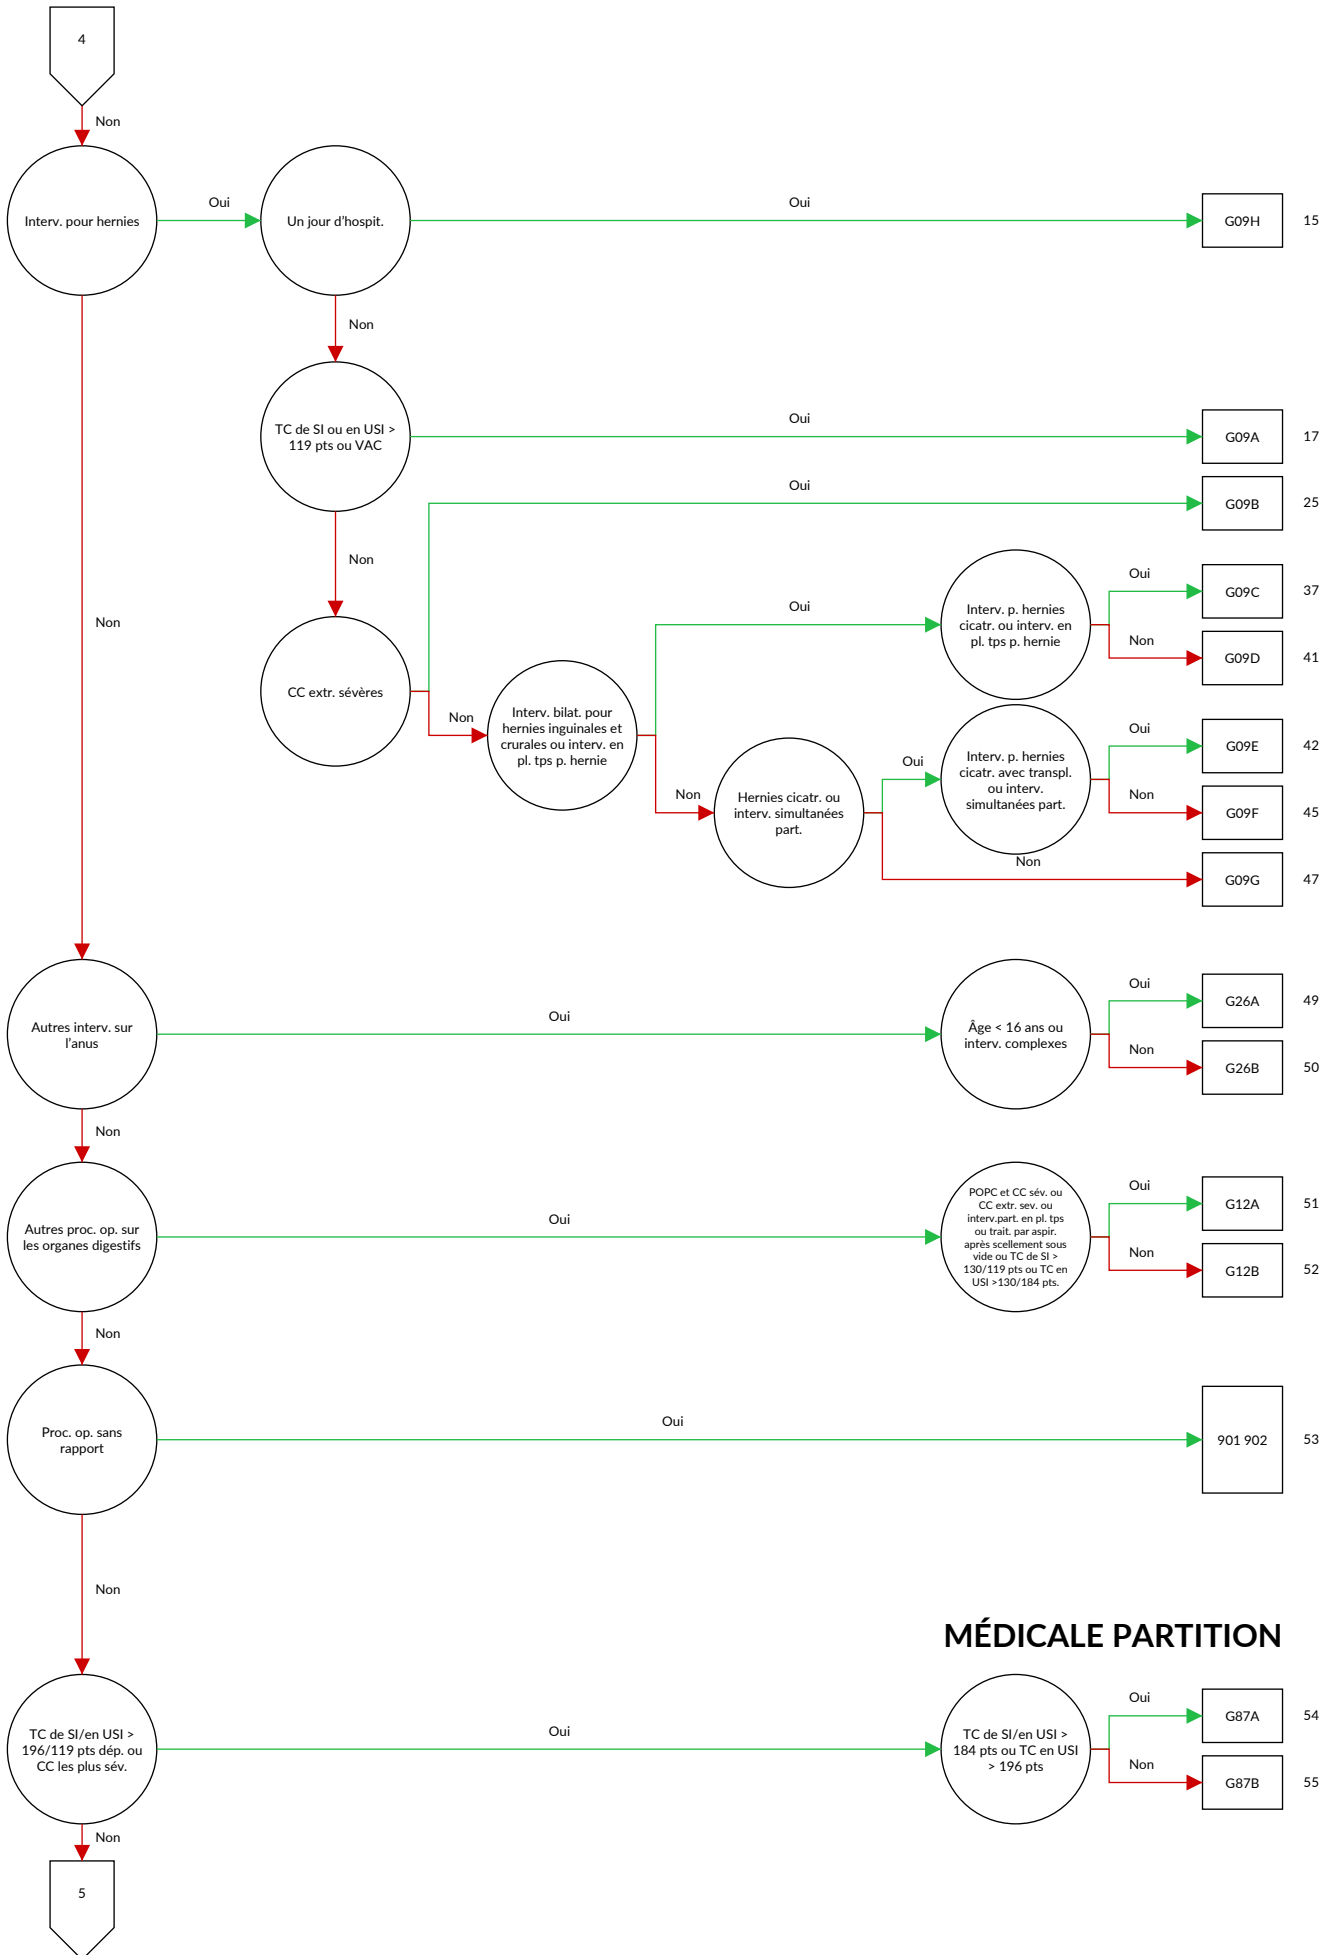 4
Non
Interv. pour hernies
Oui
Un jour d'hospit.
Oui
G09H
15
Non
TC de SI ou en USI >
119 pts ou VAC
Oui
G09A
17
Oui
G09B
25
Non
CC extr. sévères
Non
Interv. bilat. pour
hernies inguinales et
crurales ou interv. en
pl. tps p. hernie
Oui
Interv. p. hernies
cicatr. ou interv. en
pl. tps p. hernie
Oui
G09C
37
Non
G09D
41
Non
Hernies cicatr. ou
interv. simultanées
part.
Oui
Interv. p. hernies
cicatr. avec transpl.
ou interv.
simultanées part.
Oui
G09E
42
Non
G09F
45
Non
G09G
47
Non
Autres interv. sur
l'anus
Oui
Âge < 16 ans ou
interv. complexes
Oui
G26A
49
Non
G26B
50
Non
Autres proc. op. sur
les organes digestifs
Oui
POPC et CC sév. ou
CC extr. sev. ou
interv.part. en pl. tps
ou trait. par aspir.
après scellement sous
vide ou TC de SI >
130/119 pts ou TC en
USI >130/184 pts.
Oui
G12A
51
Non
G12B
52
Non
Proc. op. sans
rapport
Oui
901 902
53
Non
MÉDICALE PARTITION
TC de SI/en USI >
196/119 pts dép. ou
CC les plus sév.
Oui
TC de SI/en USI >
184 pts ou TC en USI
> 196 pts
Oui
G87A
54
Non
G87B
55
Non
5